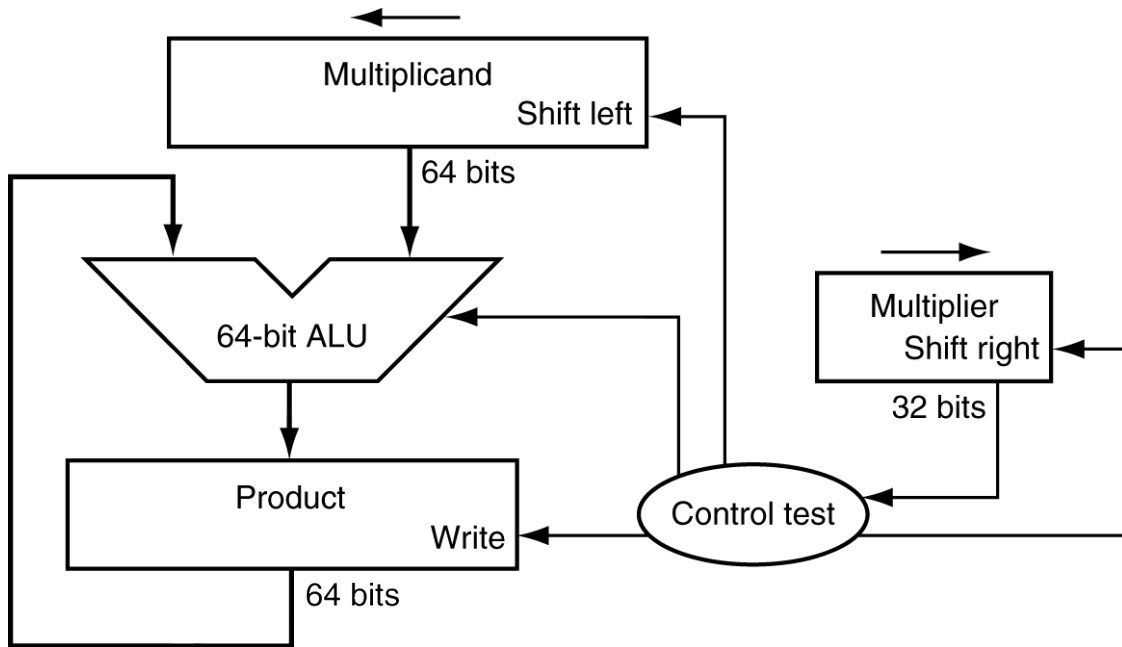 Multiplicand
Shift left
64 bits
64-bit ALU
Multiplier
Shift right
32 bits
Product
Write
Control test
64 bits